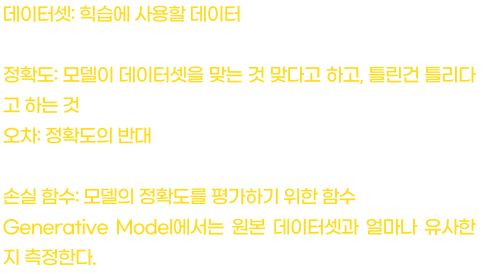 데이터셋: 학습에 사용할 데이터
정확도: 모델이 데이터셋을 맞는 것 맞다고 하고, 틀린건 틀리다
고 하는 것
오차: 정확도의 반대
손실 함수: 모델의 정확도를 평가하기 위한 함수
Generative Model에서는 원본 데이터셋과 얼마나 유사한
지 측정한다.